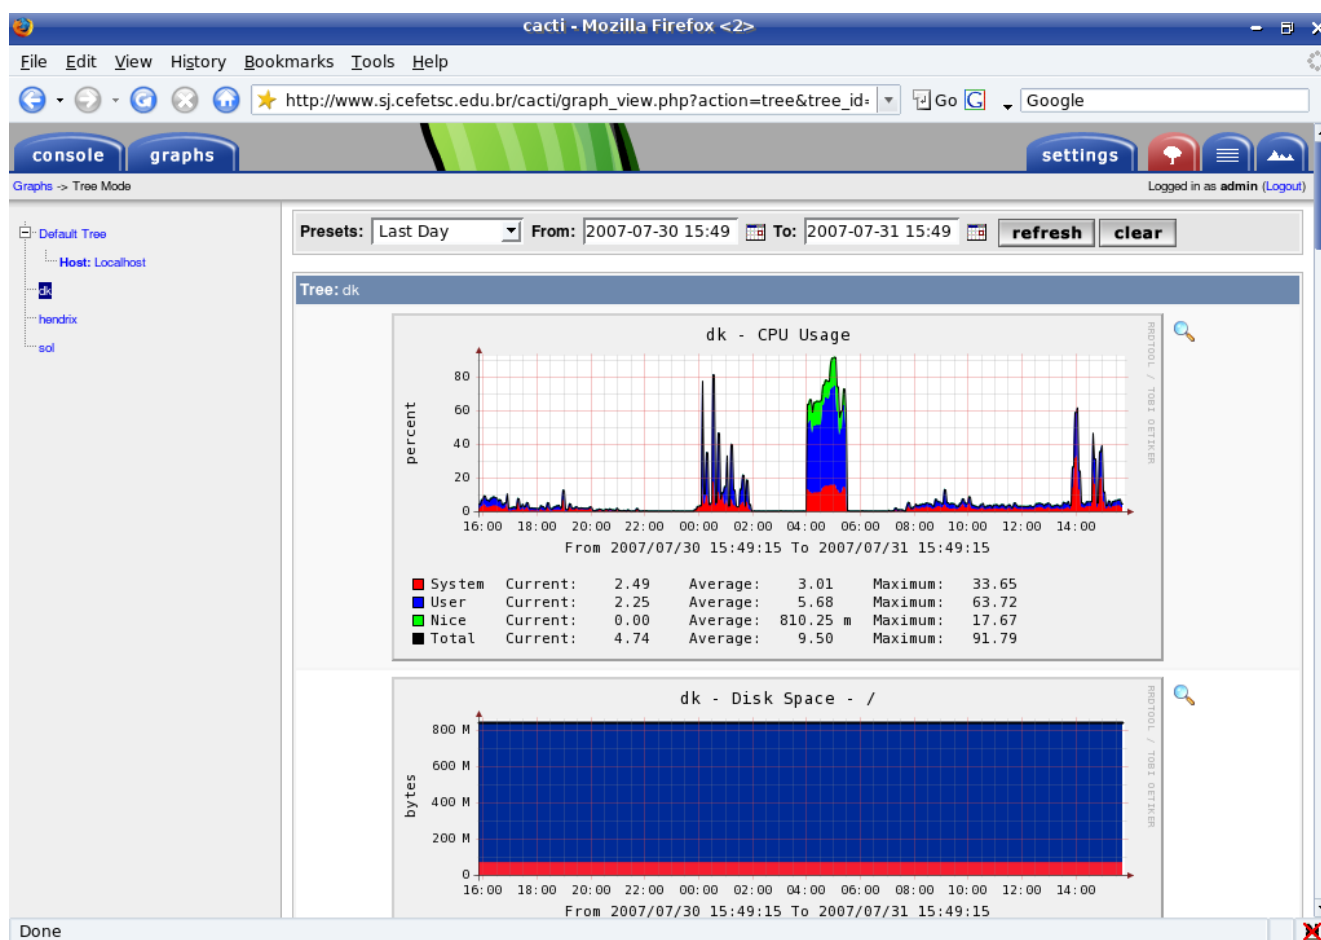 cacti - Mozilla Firefox <2>
File Edit View History Bookmarks Tools Help
http://www.sj.cefetsc.edu.br/cacti/graph_view.php?action=tree&tree_id= Go G Google
console graphs settings
Graphs -> Tree Mode Logged in as admin (Logout)
Default Tree
Host: Localhost
dk
hendrix
sol
Presets: Last Day From: 2007-07-30 15:49 To: 2007-07-31 15:49 refresh clear
Tree: dk
dk - CPU Usage
RRDTOOL / TOBI OETIKER
percent
80
60
40
20
0
16:00 18:00 20:00 22:00 00:00 02:00 04:00 06:00 08:00 10:00 12:00 14:00
From 2007/07/30 15:49:15 To 2007/07/31 15:49:15
System Current: 2.49 Average: 3.01 Maximum: 33.65
User Current: 2.25 Average: 5.68 Maximum: 63.72
Nice Current: 0.00 Average: 810.25 m Maximum: 17.67
Total Current: 4.74 Average: 9.50 Maximum: 91.79
dk - Disk Space - /
RRDTOOL / TOBI OETIKER
bytes
800 M
600 M
400 M
200 M
0
16:00 18:00 20:00 22:00 00:00 02:00 04:00 06:00 08:00 10:00 12:00 14:00
From 2007/07/30 15:49:15 To 2007/07/31 15:49:15
Done